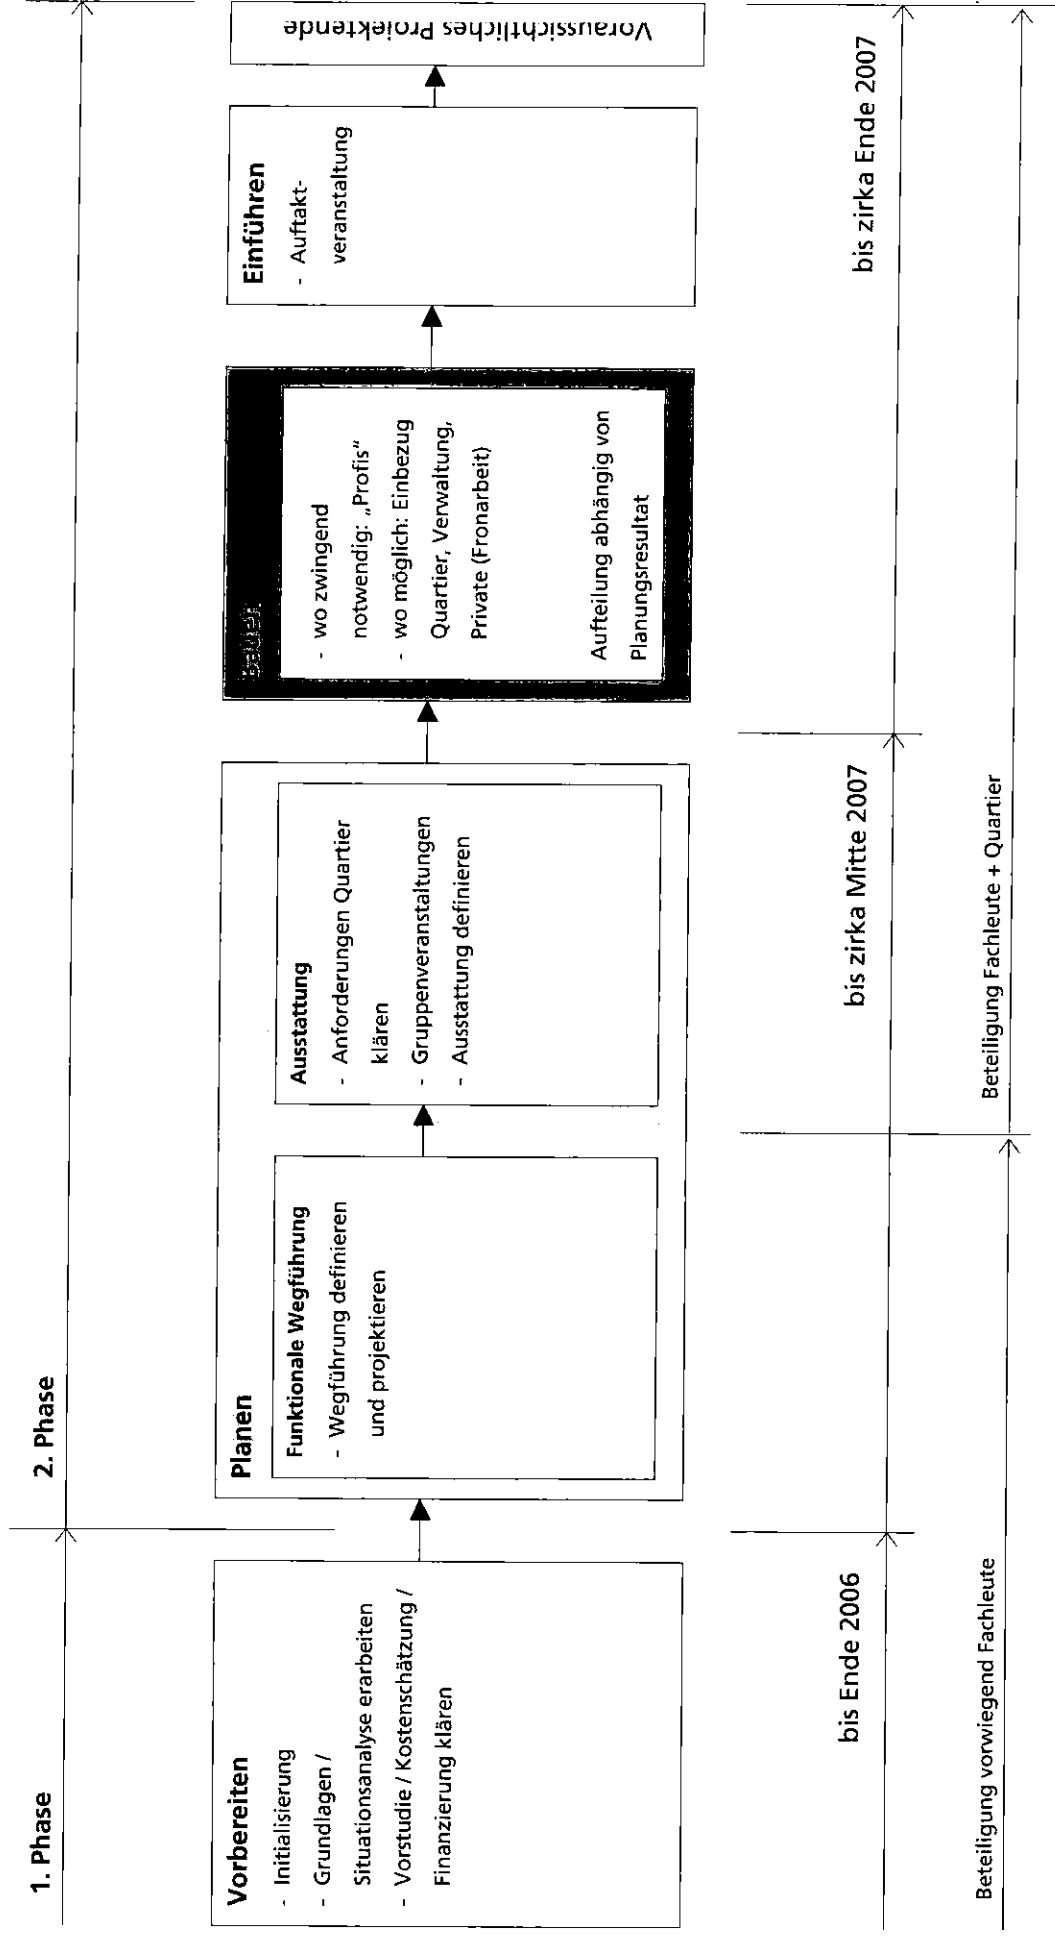 1. Phase
2. Phase
Vorbereiten
- Initialisierung
- Grundlagen /
Situationsanalyse erarbeiten
- Vorstudie / Kostenschätzung /
Finanzierung klären
Planen
Funktionale Wegführung
- Wegführung definieren
und projektieren
Ausstattung
- Anforderungen Quartier
klären
- Gruppenveranstaltungen
- Ausstattung definieren
Bauen
- wo zwingend
notwendig: „Profis“
- wo möglich: Einbezug
Quartier, Verwaltung,
Private (Fronarbeit)
Aufteilung abhängig von
Planungsresultat
Einführen
- Auftakt-
veranstaltung
Voraussichtliches Projektende
bis Ende 2006
bis zirka Mitte 2007
bis zirka Ende 2007
Beteiligung vorwiegend Fachleute
Beteiligung Fachleute + Quartier